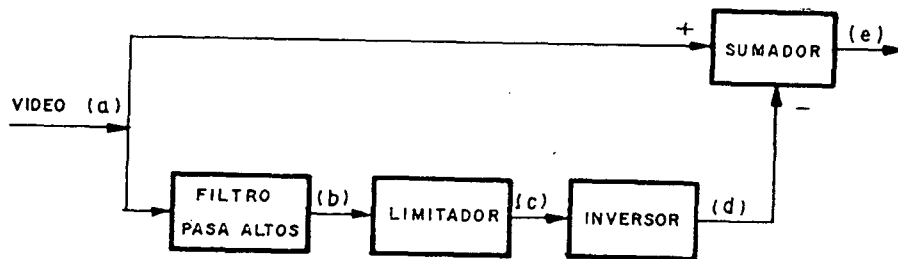 +
SUMADOR
(e)
VIDEO (a)
−
FILTRO
PASA ALTOS
(b)
LIMITADOR
(c)
INVERSOR
(d)